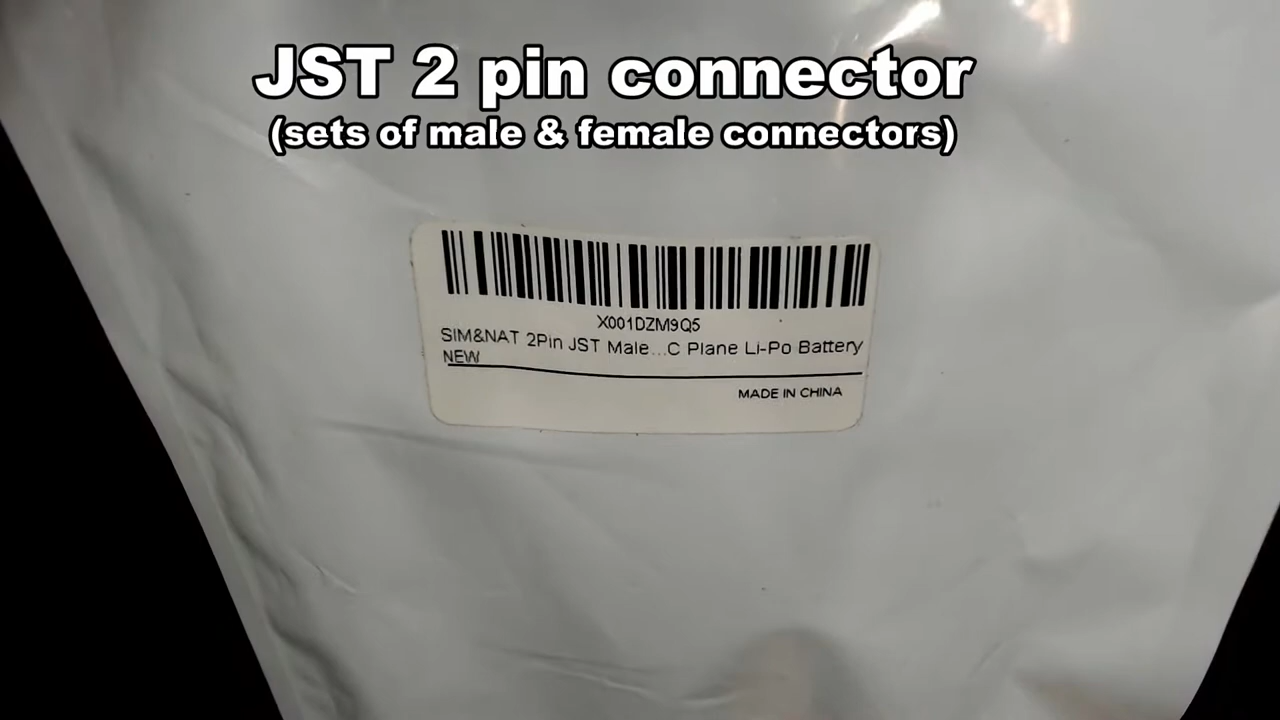 JST 2 pin connector
(sets of male & female connectors)
X001DZM9Q5
SIM&NAT 2Pin JST Male...C Plane Li-Po Battery
NEW
MADE IN CHINA